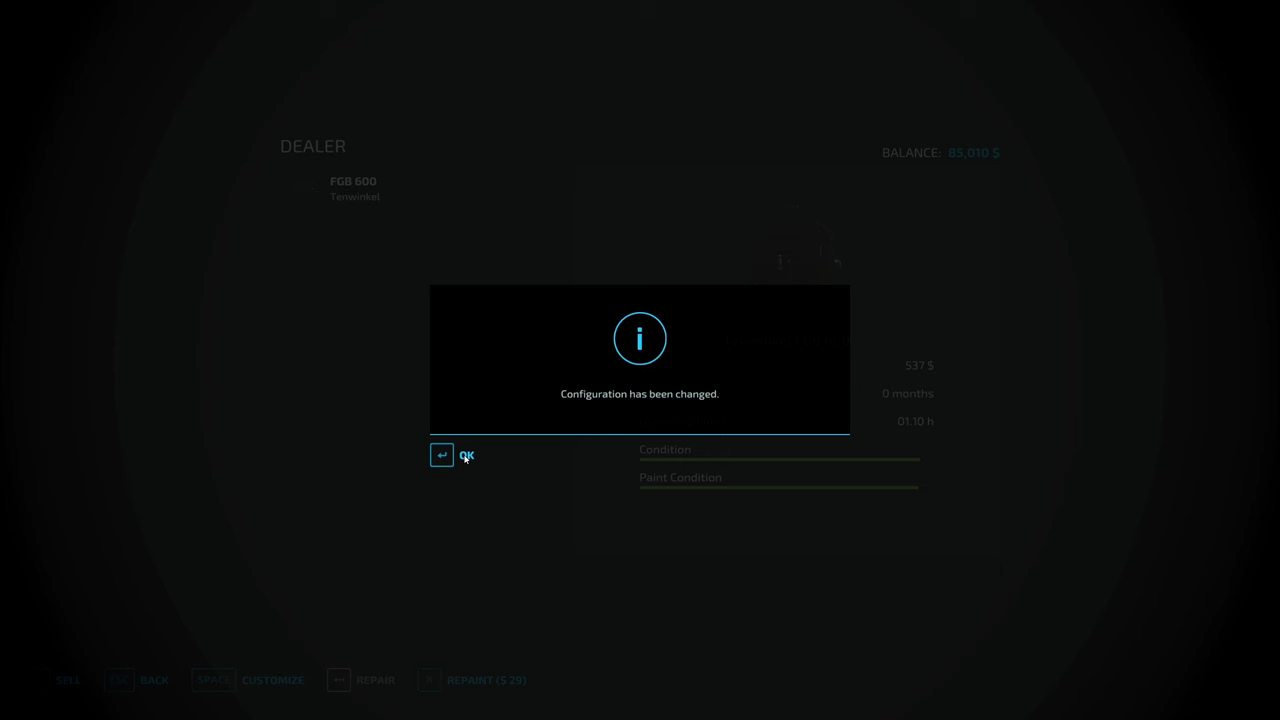 DEALER
BALANCE: 85,010 $
FGB 600
Tenwinkel
537 $
0 months
01.10 h
Configuration has been changed.
OK
Condition
Paint Condition
SELL
ESC BACK
SPACE CUSTOMIZE
REPAIR
REPAINT ($ 29)